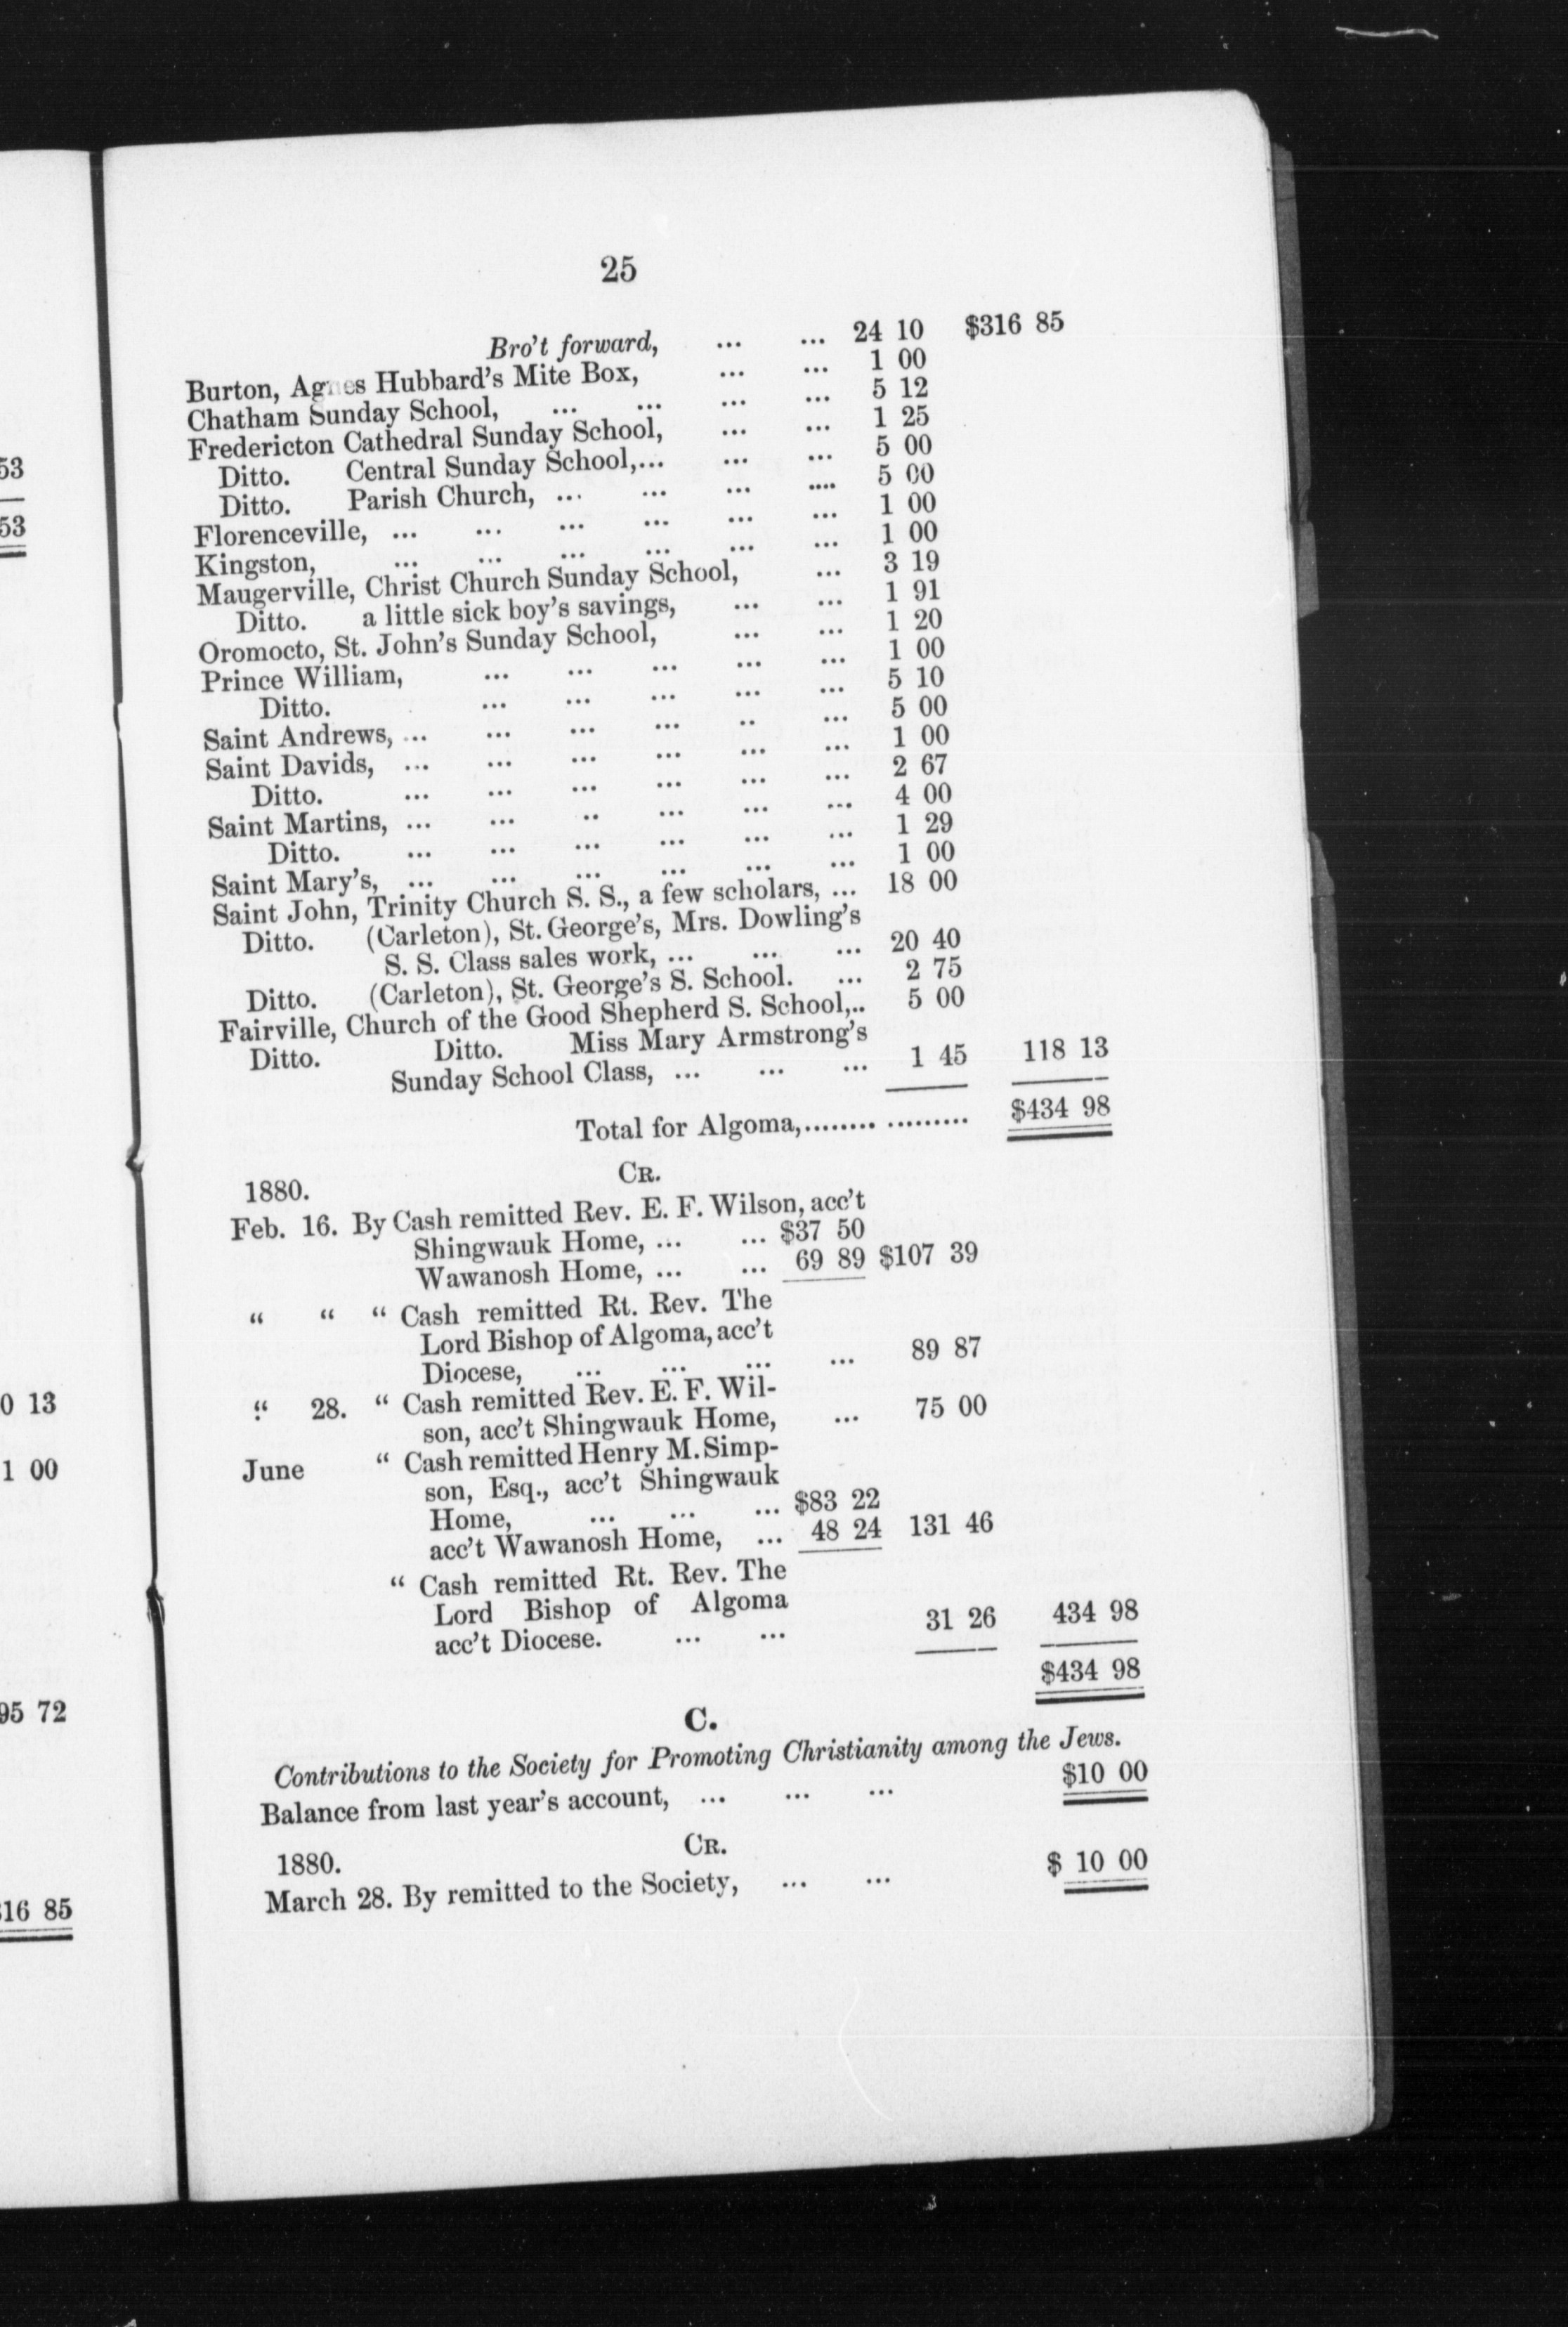 53
53
0 13
1 00
95 72
16 85
25
Bro't forward, ... ... 24 10 $316 85
Burton, Agnes Hubbard's Mite Box, ... ... 1 00
Chatham Sunday School, ... ... ... ... 5 12
Fredericton Cathedral Sunday School, ... ... 1 25
Ditto. Central Sunday School,... ... ... 5 00
Ditto. Parish Church, ... ... ... .... 5 00
Florenceville, ... ... ... ... ... ... 1 00
Kingston, ... ... ... ... ... ... 1 00
Maugerville, Christ Church Sunday School, ... 3 19
Ditto. a little sick boy's savings, ... ... 1 91
Oromocto, St. John's Sunday School, ... ... 1 20
Prince William, ... ... ... ... ... 1 00
Ditto. ... ... ... ... ... 5 10
Saint Andrews, ... ... ... ... .. ... 5 00
Saint Davids, ... ... ... ... ... ... 1 00
Ditto. ... ... ... ... ... ... 2 67
Saint Martins, ... ... .. ... ... ... 4 00
Ditto. ... ... ... ... ... ... 1 29
Saint Mary's, ... ... ... ... ... ... 1 00
Saint John, Trinity Church S. S., a few scholars, ... 18 00
Ditto. (Carleton), St. George's, Mrs. Dowling's
S. S. Class sales work, ... ... ... 20 40
Ditto. (Carleton), St. George's S. School. ... 2 75
Fairville, Church of the Good Shepherd S. School,.. 5 00
Ditto. Ditto. Miss Mary Armstrong's
Sunday School Class, ... ... ... 1 45 118 13
Total for Algoma,........ ......... $434 98
1880. CR.
Feb. 16. By Cash remitted Rev. E. F. Wilson, acc't
Shingwauk Home, ... ... $37 50
Wawanosh Home, ... ... 69 89 $107 39
“ “ “ Cash remitted Rt. Rev. The
Lord Bishop of Algoma, acc't
Diocese, ... ... ... ... 89 87
“ 28. “ Cash remitted Rev. E. F. Wil-
son, acc't Shingwauk Home, ... 75 00
June “ Cash remitted Henry M. Simp-
son, Esq., acc't Shingwauk
Home, ... ... ... $83 22
acc't Wawanosh Home, ... 48 24 131 46
“ Cash remitted Rt. Rev. The
Lord Bishop of Algoma
acc't Diocese. ... ... 31 26 434 98
$434 98
C.
Contributions to the Society for Promoting Christianity among the Jews.
Balance from last year's account, ... ... ... $10 00
1880. CR.
March 28. By remitted to the Society, ... ... $ 10 00